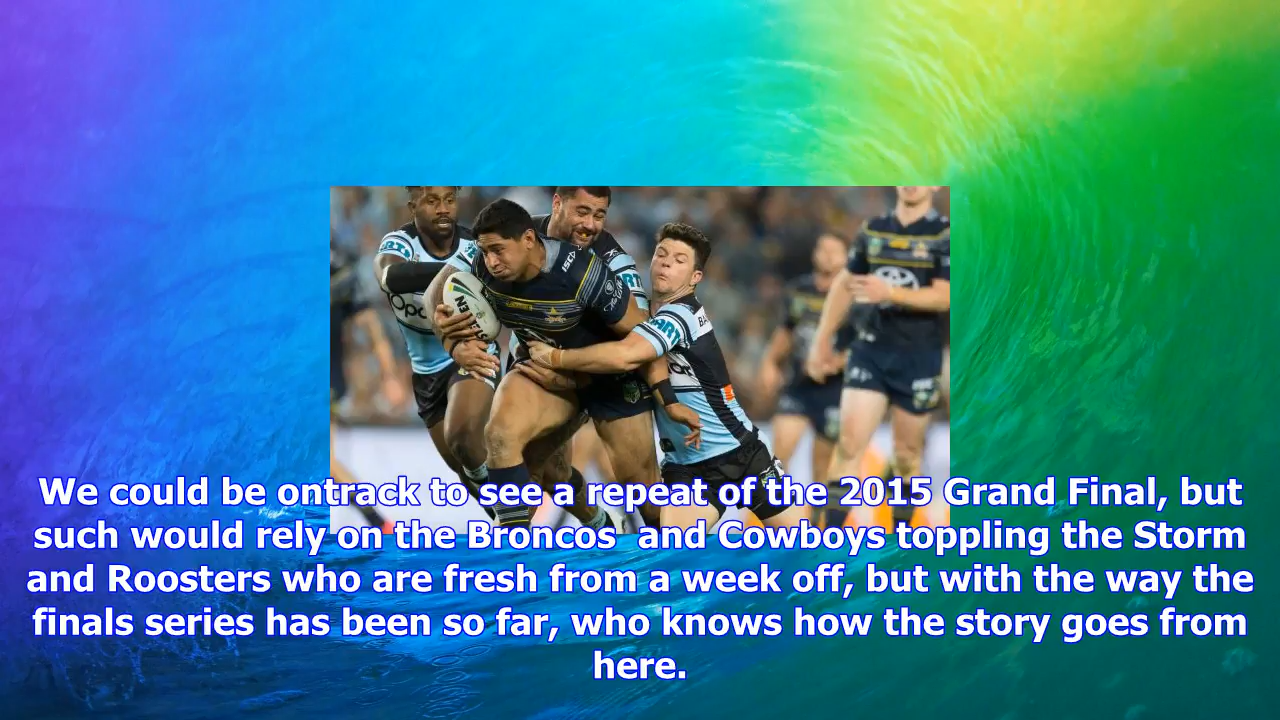 ISC
We could be ontrack to see a repeat of the 2015 Grand Final, but
such would rely on the Broncos  and Cowboys toppling the Storm
and Roosters who are fresh from a week off, but with the way the
finals series has been so far, who knows how the story goes from
here.